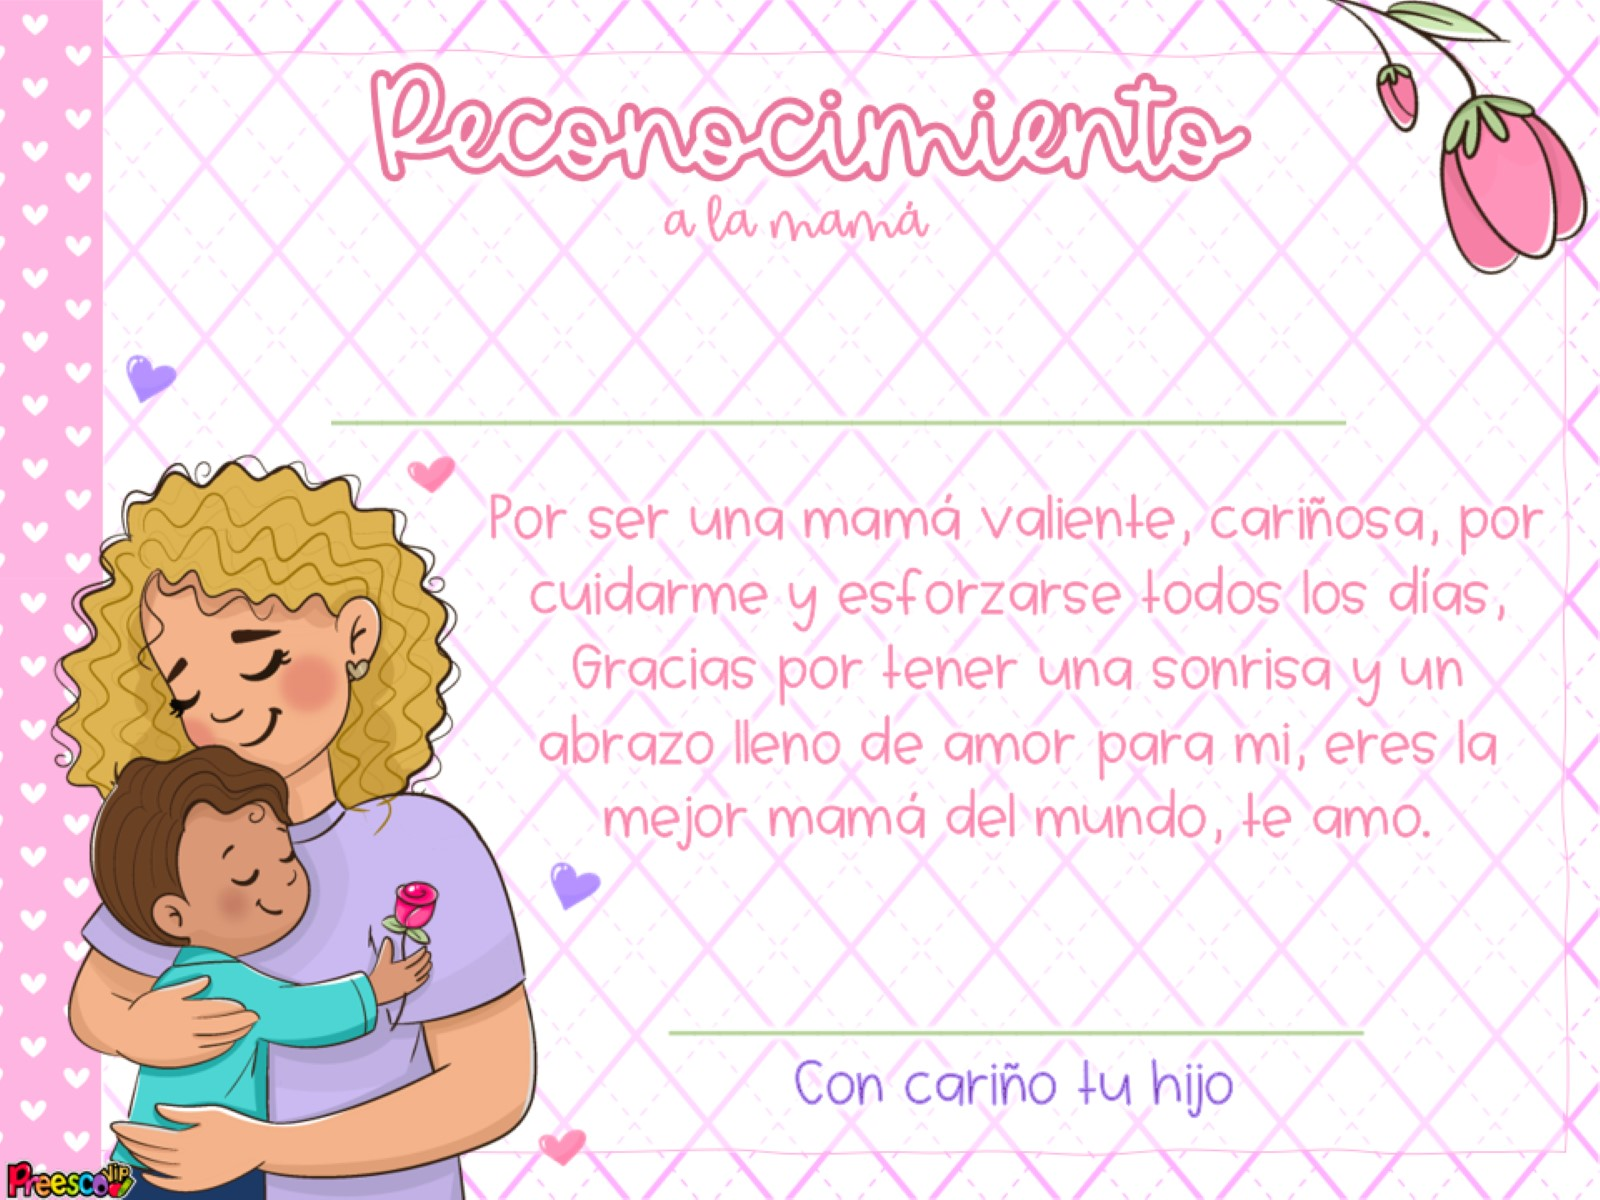 Reconocimiento
a la mamá
Por ser una mamá valiente, cariñosa, por
cuidarme y esforzarse todos los días,
Gracias por tener una sonrisa y un
abrazo lleno de amor para mi, eres la
mejor mamá del mundo, te amo.
Con cariño tu hijo
Preesco vip